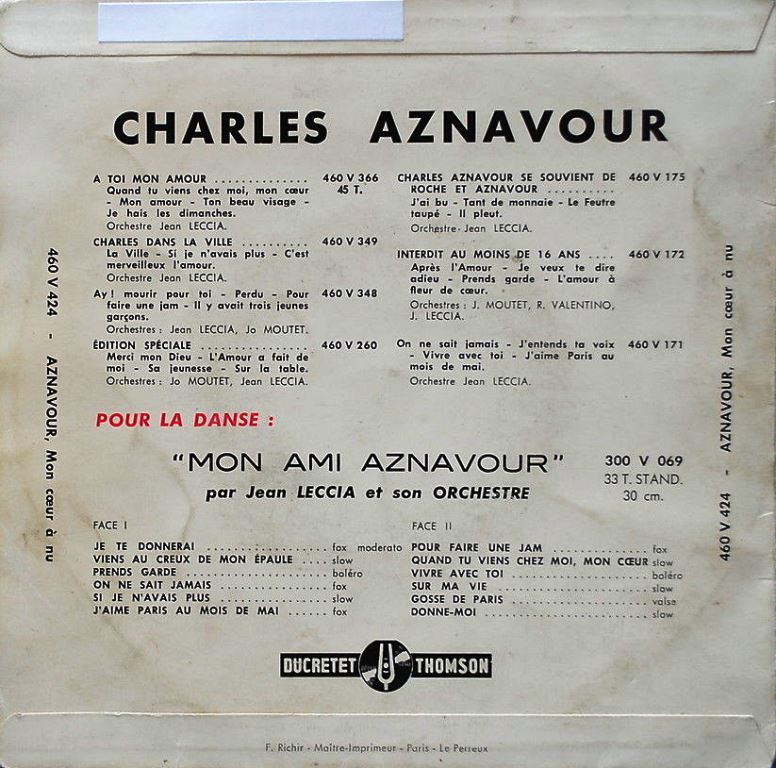 CHARLES AZNAVOUR
A TOI MON AMOUR ............. 460 V 366
Quand tu viens chez moi, mon cœur 45 T.
- Mon amour - Ton beau visage -
Je hais les dimanches.
Orchestre Jean LECCIA.
CHARLES DANS LA VILLE .......... 460 V 349
La Ville - Si je n'avais plus - C'est
merveilleux l'amour.
Orchestre Jean LECCIA.
Ay! mourir pour toi - Perdu - Pour 460 V 348
faire une jam - Il y avait trois jeunes
garçons.
Orchestres : Jean LECCIA, Jo MOUTET.
ÉDITION SPÉCIALE ............... 460 V 260
Merci mon Dieu - L'Amour a fait de
moi - Sa jeunesse - Sur la table.
Orchestres : Jo MOUTET, Jean LECCIA.
CHARLES AZNAVOUR SE SOUVIENT DE 460 V 175
ROCHE ET AZNAVOUR ..........
J'ai bu - Tant de monnaie - Le Feutre
taupé - Il pleut.
Orchestre Jean LECCIA.
INTERDIT AU MOINS DE 16 ANS .... 460 V 172
Après l'Amour - Je veux te dire
adieu - Prends garde - L'amour à
fleur de cœur.
Orchestres : J. MOUTET, R. VALENTINO,
J. LECCIA.
On ne sait jamais - J'entends ta voix 460 V 171
- Vivre avec toi - J'aime Paris au
mois de mai.
Orchestre Jean LECCIA.
460 V 424 - AZNAVOUR, Mon cœur à nu
460 V 424 - AZNAVOUR, Mon cœur à nu
POUR LA DANSE :
"MON AMI AZNAVOUR" 300 V 069
par Jean LECCIA et son ORCHESTRE 33 T. STAND.
30 cm.
FACE I
JE TE DONNERAI .................. fox moderato
VIENS AU CREUX DE MON ÉPAULE .... slow
PRENDS GARDE .................... boléro
ON NE SAIT JAMAIS ............... fox
SI JE N'AVAIS PLUS .............. slow
J'AIME PARIS AU MOIS DE MAI ...... fox
FACE II
POUR FAIRE UNE JAM .............. fox
QUAND TU VIENS CHEZ MOI, MON CŒUR slow
VIVRE AVEC TOI .................. boléro
SUR MA VIE ...................... slow
GOSSE DE PARIS .................. valse
DONNE-MOI ....................... slow
DUCRETET THOMSON
F. Richir - Maître-Imprimeur - Paris - Le Perreux